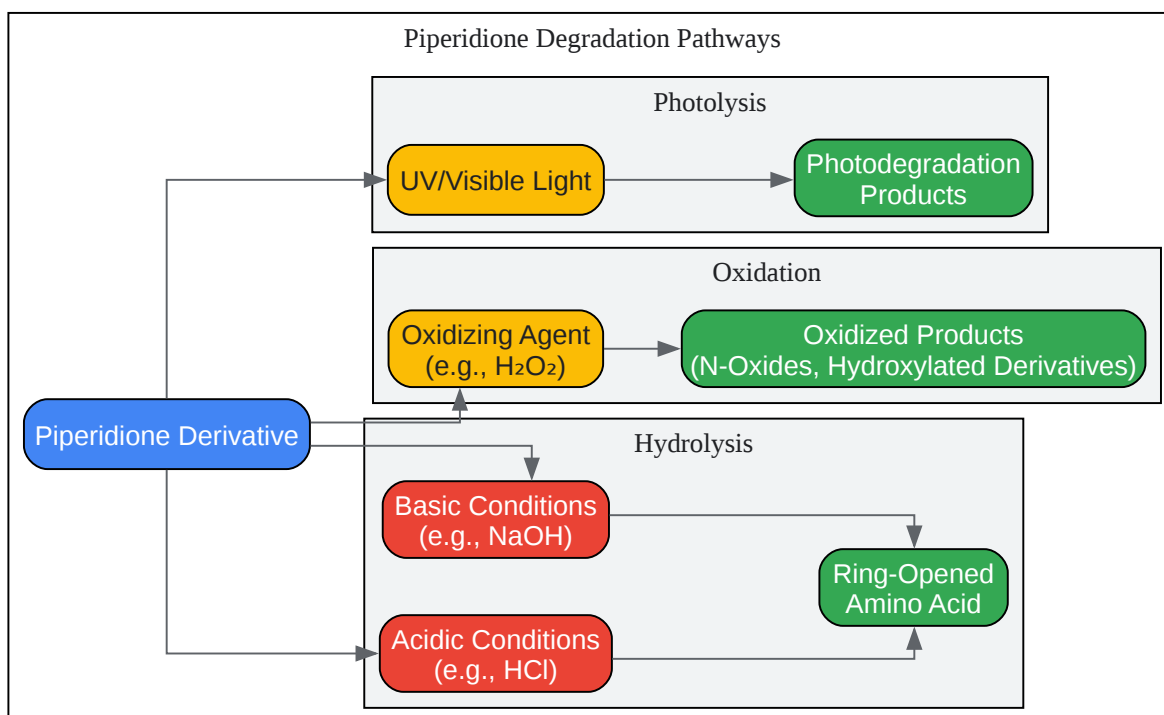 Piperidione Degradation Pathways
Photolysis
UV/Visible Light
Photodegradation
Products
Oxidation
Oxidizing Agent
(e.g., H₂O₂)
Oxidized Products
(N-Oxides, Hydroxylated Derivatives)
Piperidione Derivative
Hydrolysis
Basic Conditions
(e.g., NaOH)
Ring-Opened
Amino Acid
Acidic Conditions
(e.g., HCl)